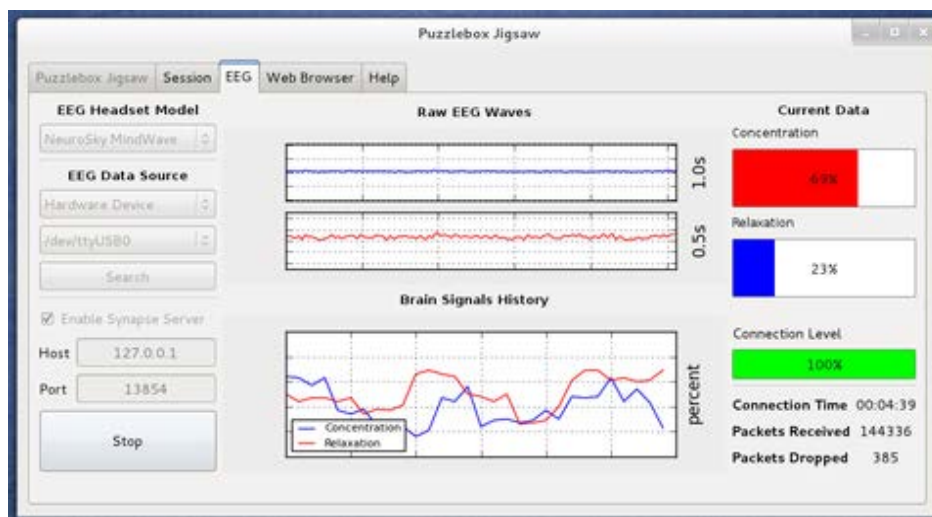 Puzzlebox Jigsaw
Puzzlebox Jigsaw Session EEG Web Browser Help
EEG Headset Model
NeuroSky MindWave
EEG Data Source
Hardware Device
/dev/ttyUSB0
Search
Enable Synapse Server
Host 127.0.0.1
Port 13854
Stop
Raw EEG Waves
1.0s
0.5s
Brain Signals History
percent
Concentration
Relaxation
Current Data
Concentration
69%
Relaxation
23%
Connection Level
100%
Connection Time 00:04:39
Packets Received 144336
Packets Dropped 385